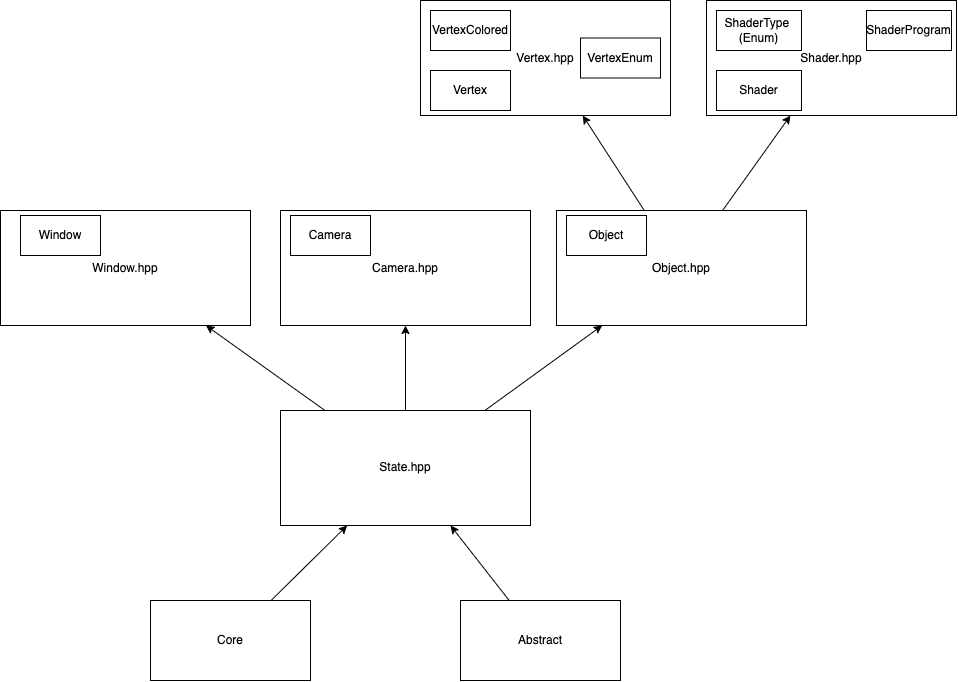 VertexColored
Vertex.hpp
VertexEnum
Vertex
ShaderType
(Enum)
ShaderProgram
Shader.hpp
Shader
Window
Window.hpp
Camera
Camera.hpp
Object
Object.hpp
State.hpp
Core
Abstract